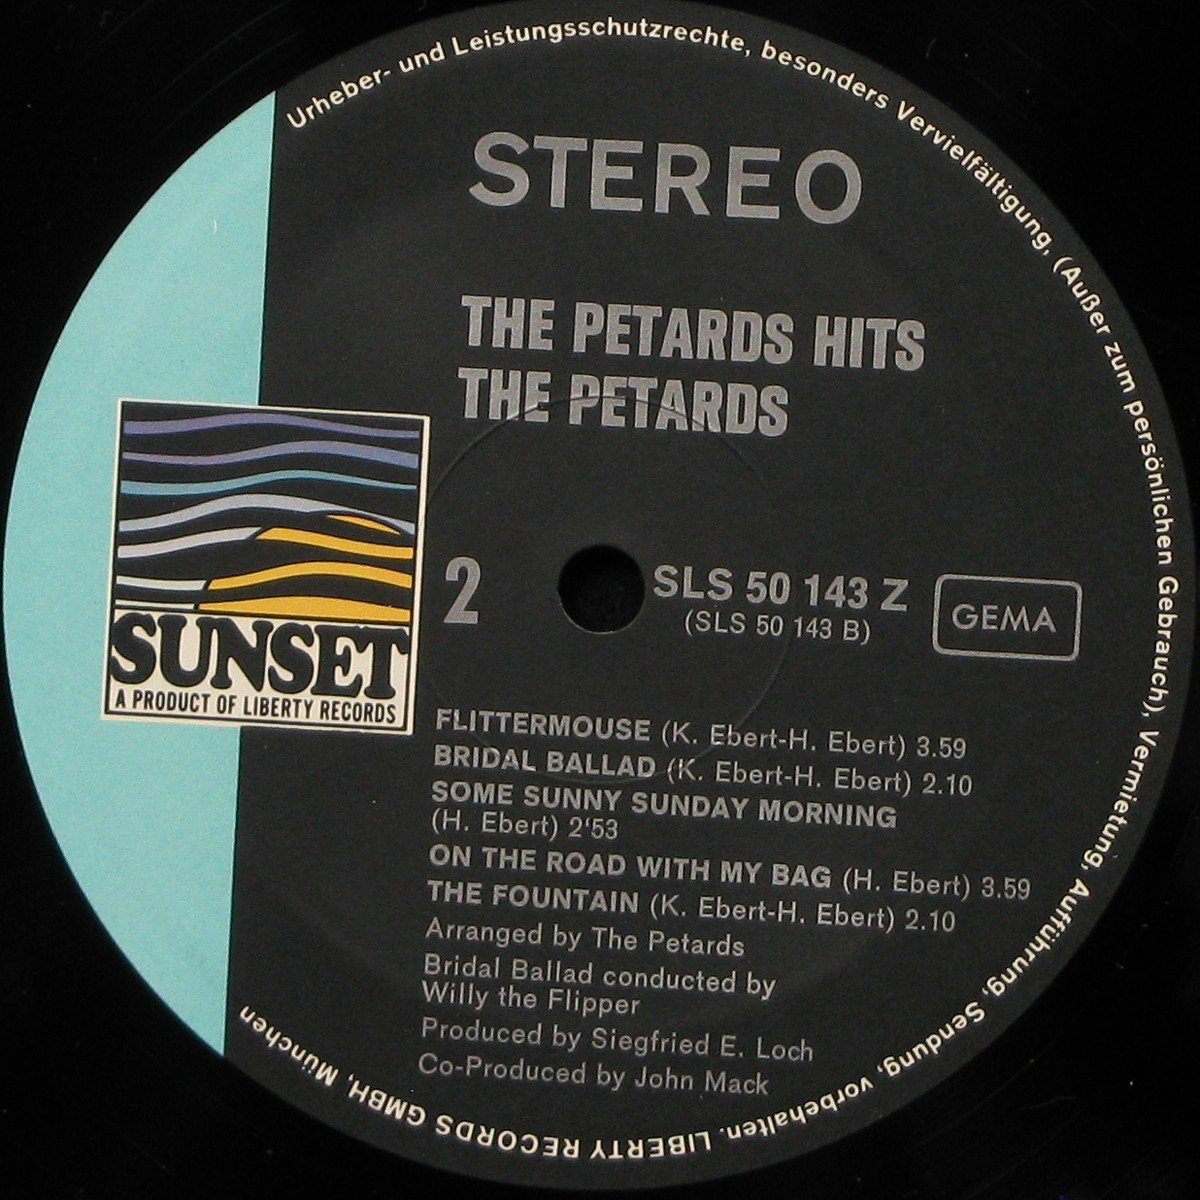 Urheber- und Leistungsschutzrechte, besonders Vervielfältigung, (Außer zum persönlichen Gebrauch), Vermietung, Aufführung, Sendung, vorbehalten. LIBERTY RECORDS GMBH, München
STEREO
THE PETARDS HITS
THE PETARDS
SUNSET
A PRODUCT OF LIBERTY RECORDS
2
SLS 50 143 Z
(SLS 50 143 B)
GEMA
FLITTERMOUSE (K. Ebert-H. Ebert) 3.59
BRIDAL BALLAD (K. Ebert-H. Ebert) 2.10
SOME SUNNY SUNDAY MORNING
(H. Ebert) 2'53
ON THE ROAD WITH MY BAG (H. Ebert) 3.59
THE FOUNTAIN (K. Ebert-H. Ebert) 2.10
Arranged by The Petards
Bridal Ballad conducted by
Willy the Flipper
Produced by Siegfried E. Loch
Co-Produced by John Mack